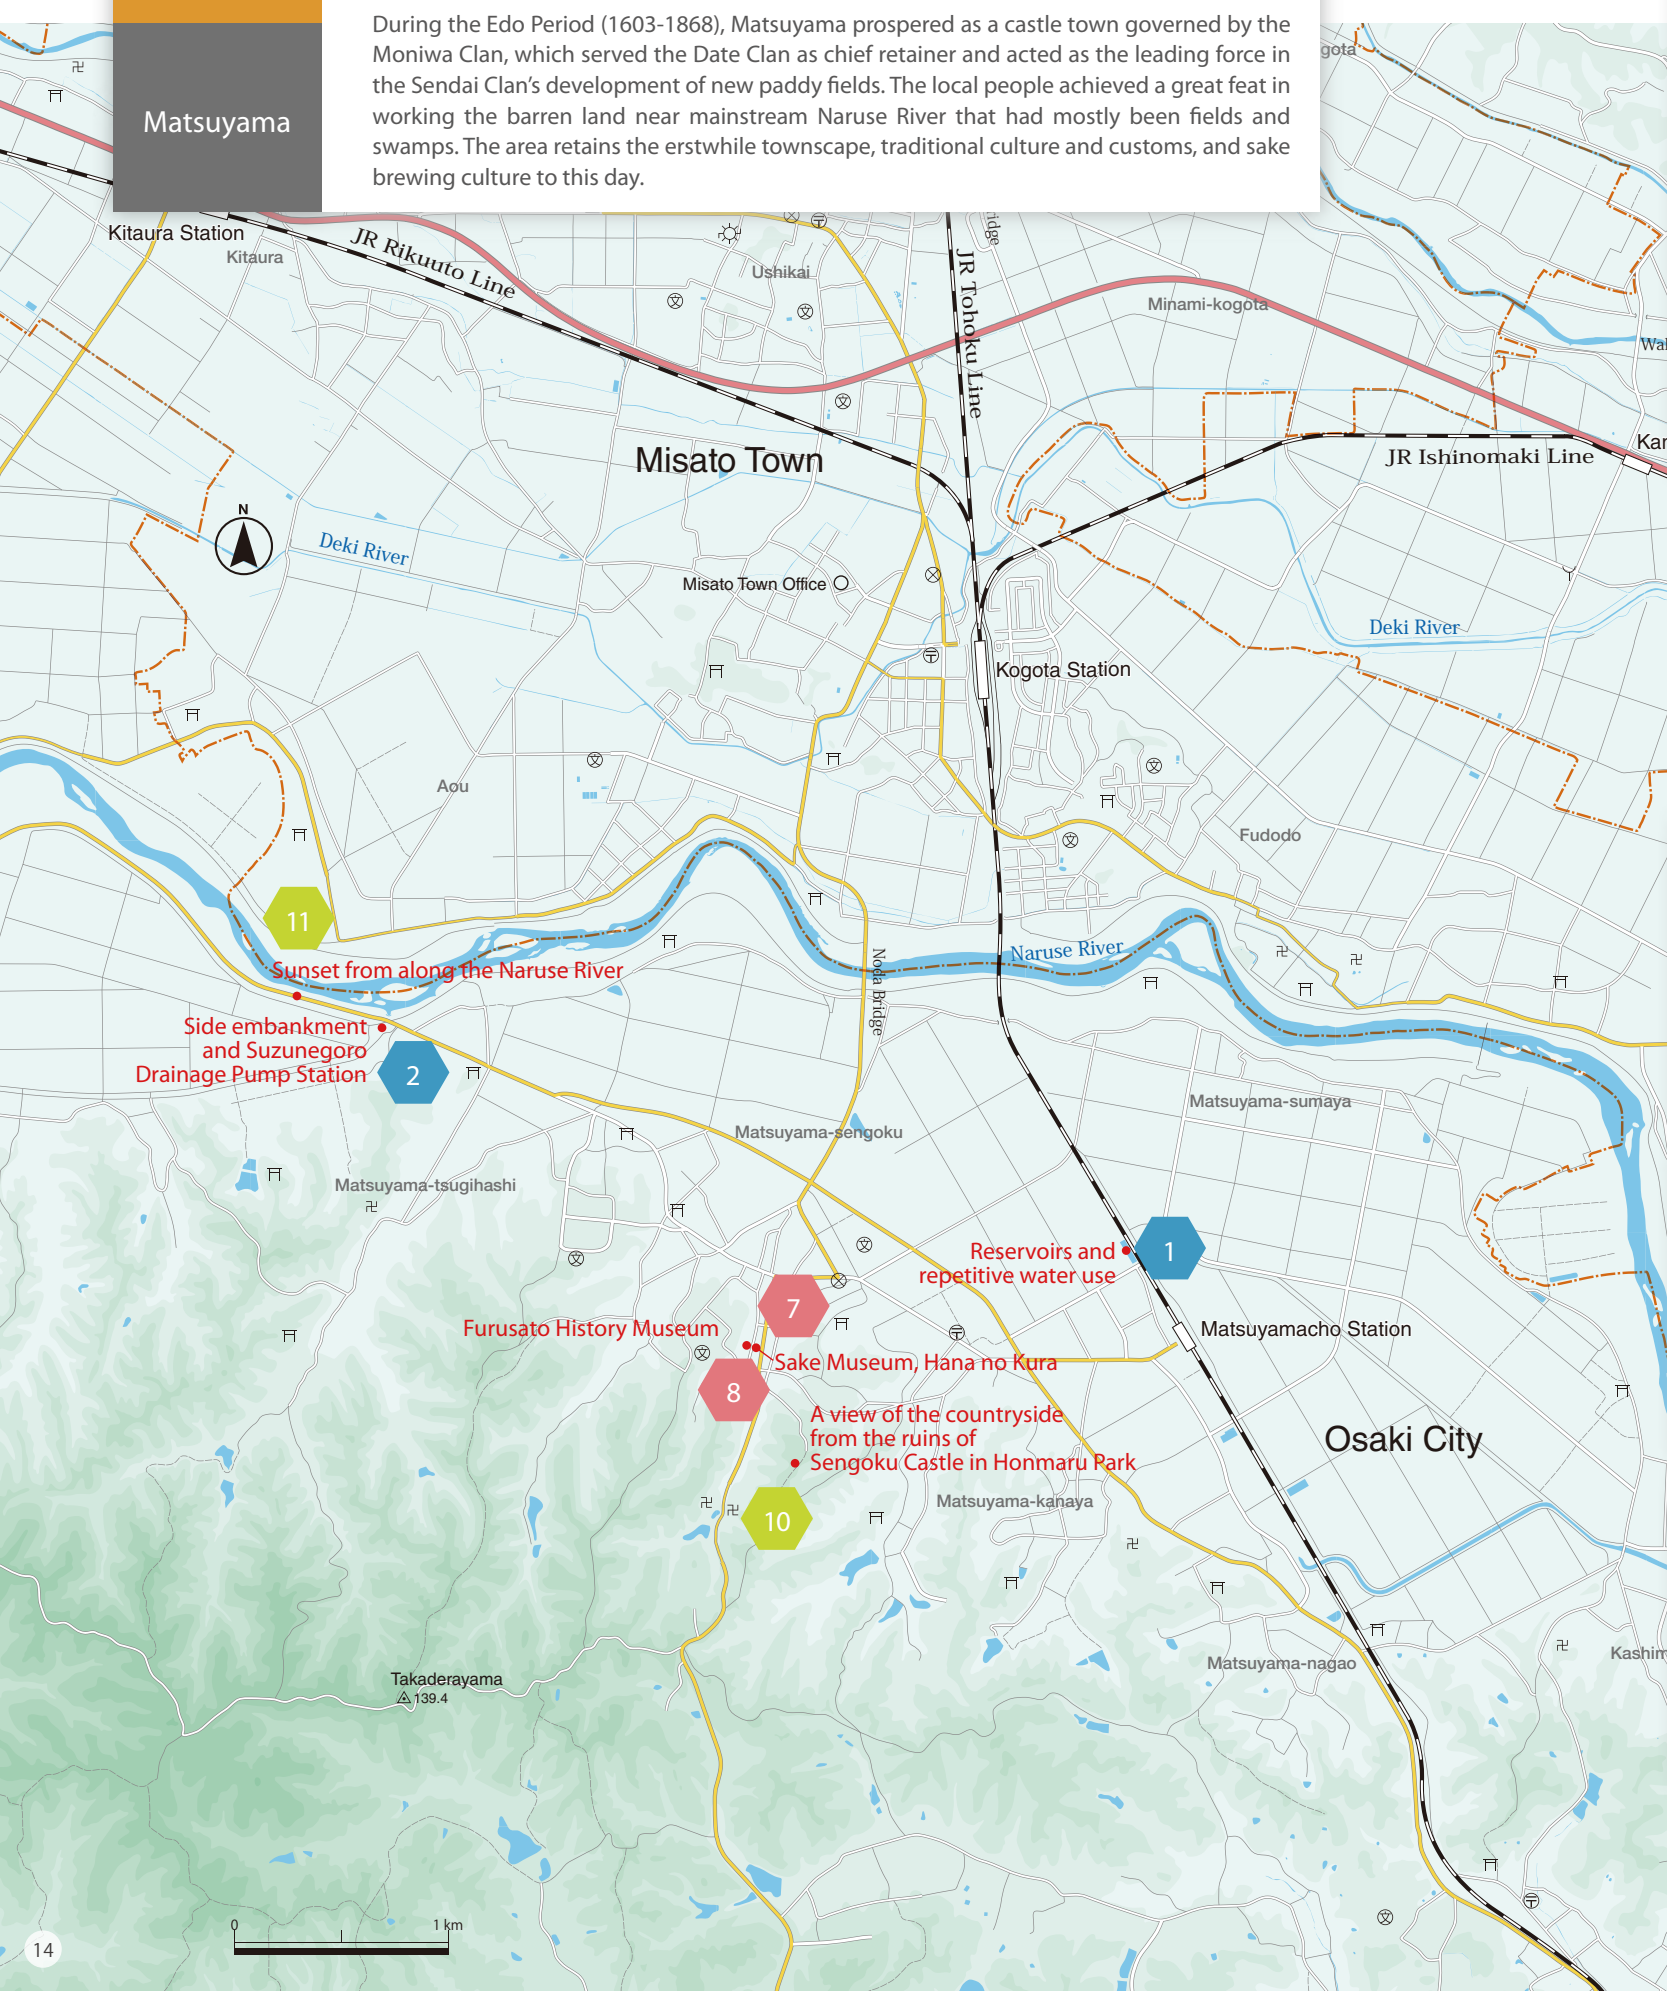 Matsuyama
During the Edo Period (1603-1868), Matsuyama prospered as a castle town governed by the
Moniwa Clan, which served the Date Clan as chief retainer and acted as the leading force in
the Sendai Clan’s development of new paddy fields. The local people achieved a great feat in
working the barren land near mainstream Naruse River that had mostly been fields and
swamps. The area retains the erstwhile townscape, traditional culture and customs, and sake
brewing culture to this day.
gota
Kitaura Station
Kitaura
JR Rikuuto Line
Ushikai
ridge
JR Tohoku Line
Minami-kogota
Wa
Misato Town
Kar
JR Ishinomaki Line
N
Deki River
Misato Town Office
Deki River
Kogota Station
Aou
Fudodo
11
Naruse River
Noda Bridge
Sunset from along the Naruse River
Side embankment
and Suzunegoro
Drainage Pump Station
2
Matsuyama-sumaya
Matsuyama-sengoku
Matsuyama-tsugihashi
Reservoirs and
repetitive water use
1
7
Furusato History Museum
Matsuyamacho Station
Sake Museum, Hana no Kura
8
A view of the countryside
from the ruins of
Sengoku Castle in Honmaru Park
Osaki City
Matsuyama-kanaya
10
Matsuyama-nagao
Kashim
Takaderayama
139.4
0
1 km
14